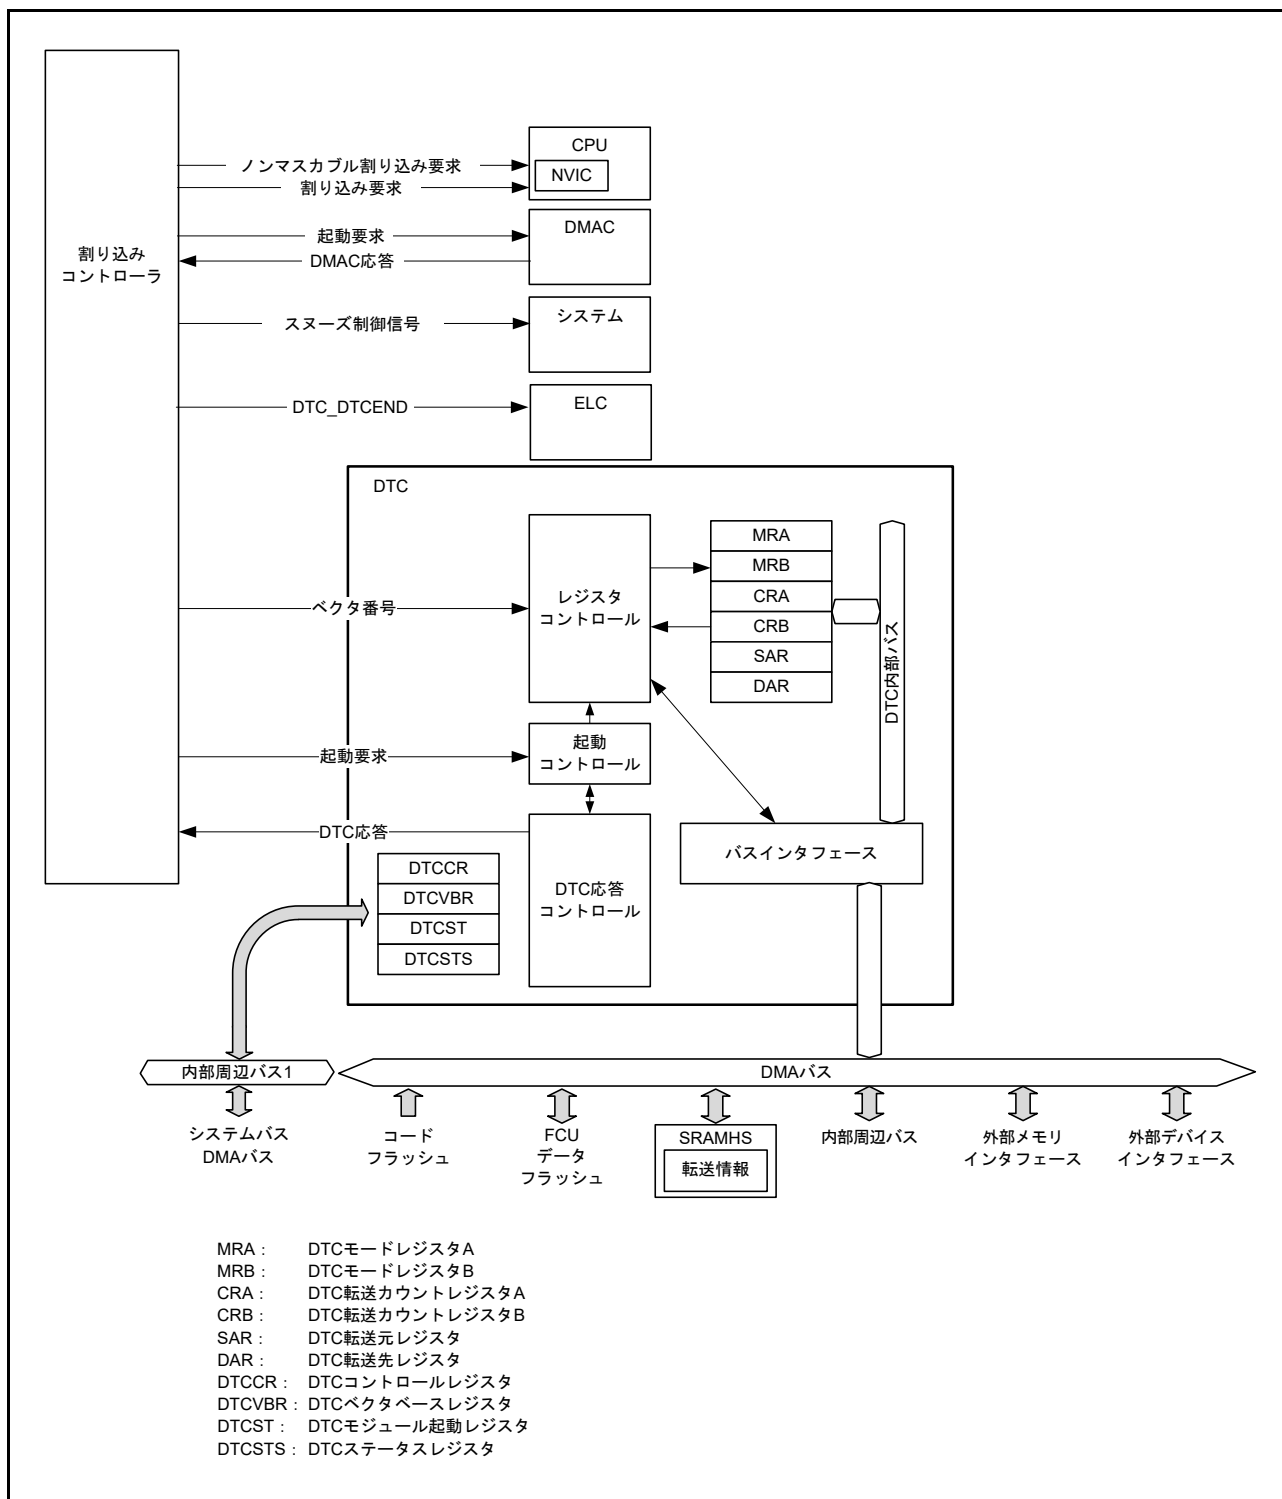 CPU
NVIC
ノンマスカブル割り込み要求
割り込み要求
割り込み
コントローラ
起動要求
DMAC応答
DMAC
スヌーズ制御信号
システム
DTC_DTCEND
ELC
DTC
ベクタ番号
レジスタ
コントロール
MRA
MRB
CRA
CRB
SAR
DAR
DTC内部バス
起動要求
起動
コントロール
DTC応答
バスインタフェース
DTCCR
DTCVBR
DTCST
DTCSTS
DTC応答
コントロール
内部周辺バス1
DMAバス
システムバス
DMAバス
コード
フラッシュ
FCU
データ
フラッシュ
SRAMHS
転送情報
内部周辺バス
外部メモリ
インタフェース
外部デバイス
インタフェース
MRA : DTCモードレジスタA
MRB : DTCモードレジスタB
CRA : DTC転送カウントレジスタA
CRB : DTC転送カウントレジスタB
SAR : DTC転送元レジスタ
DAR : DTC転送先レジスタ
DTCCR : DTCコントロールレジスタ
DTCVBR : DTCベクタベースレジスタ
DTCST : DTCモジュール起動レジスタ
DTCSTS : DTCステータスレジスタ